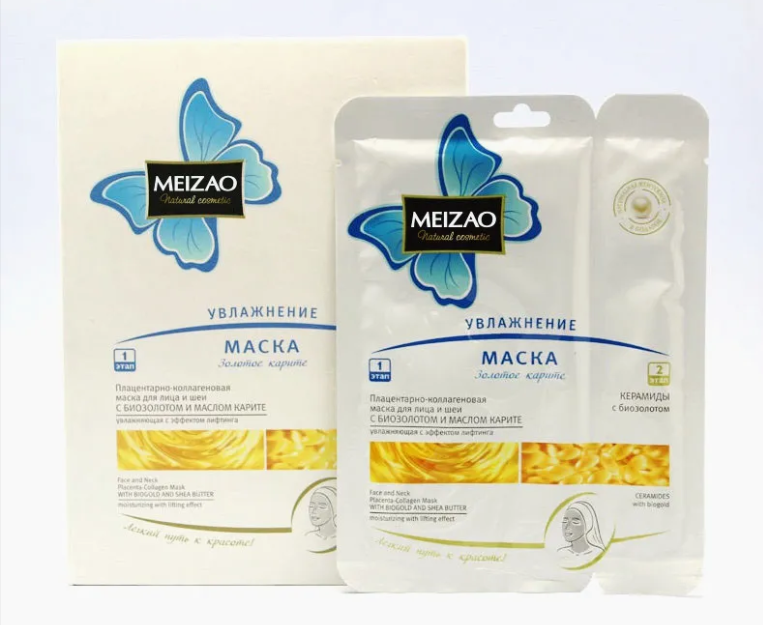 MEIZAO
Natural cosmetic
УВЛАЖНЕНИЕ
МАСКА
Золотое карите
1
этап
Плацентарно-коллагеновая
маска для лица и шеи
С БИОЗОЛОТОМ И МАСЛОМ КАРИТЕ
увлажняющая с эффектом лифтинга
Face and Neck
Placenta-Collagen Mask
WITH BIOGOLD AND SHEA BUTTER
moisturizing with lifting effect
Легкий путь к красоте!
MEIZAO
Natural cosmetic
УВЛАЖНЕНИЕ
МАСКА
Золотое карите
1
этап
Плацентарно-коллагеновая
маска для лица и шеи
С БИОЗОЛОТОМ И МАСЛОМ КАРИТЕ
увлажняющая с эффектом лифтинга
Face and Neck
Placenta-Collagen Mask
WITH BIOGOLD AND SHEA BUTTER
moisturizing with lifting effect
Легкий путь к красоте!
2
этап
КЕРАМИДЫ
с биозолотом
CERAMIDES
with biogold